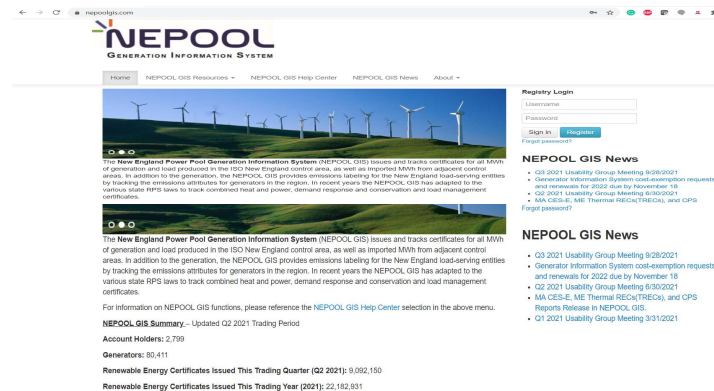 nepoolgis.com
NEPOOL
GENERATION INFORMATION SYSTEM
Home NEPOOL GIS Resources NEPOOL GIS Help Center NEPOOL GIS News About
Registry Login
Username
Password
Sign In Register
Forgot password?
The New England Power Pool Generation Information System (NEPOOL GIS) issues and tracks certificates for all MWh
of generation and load produced in the ISO New England control area, as well as imported MWh from adjacent control
areas. In addition to the generation, the NEPOOL GIS provides emissions labeling for the New England load-serving entities
by tracking the emissions attributes for generators in the region. In recent years the NEPOOL GIS has adapted to the
various state RPS laws to track combined heat and power, demand response and conservation and load management
certificates.
NEPOOL GIS News
Q3 2021 Usability Group Meeting 9/28/2021
Generator Information System cost-exemption requests
and renewals for 2022 due by November 18
Q2 2021 Usability Group Meeting 6/30/2021
MA CES-E, ME Thermal RECs(TRECs), and CPS
Forgot password?
The New England Power Pool Generation Information System (NEPOOL GIS) issues and tracks certificates for all MWh
of generation and load produced in the ISO New England control area, as well as imported MWh from adjacent control
areas. In addition to the generation, the NEPOOL GIS provides emissions labeling for the New England load-serving entities
by tracking the emissions attributes for generators in the region. In recent years the NEPOOL GIS has adapted to the
various state RPS laws to track combined heat and power, demand response and conservation and load management
certificates.
For information on NEPOOL GIS functions, please reference the NEPOOL GIS Help Center selection in the above menu.
NEPOOL GIS Summary – Updated Q2 2021 Trading Period
Account Holders: 2,799
Generators: 80,411
Renewable Energy Certificates Issued This Trading Quarter (Q2 2021): 9,092,150
Renewable Energy Certificates Issued This Trading Year (2021): 22,182,931
NEPOOL GIS News
Q3 2021 Usability Group Meeting 9/28/2021
Generator Information System cost-exemption requests
and renewals for 2022 due by November 18
Q2 2021 Usability Group Meeting 6/30/2021
MA CES-E, ME Thermal RECs(TRECs), and CPS
Reports Release in NEPOOL GIS.
Q1 2021 Usability Group Meeting 3/31/2021